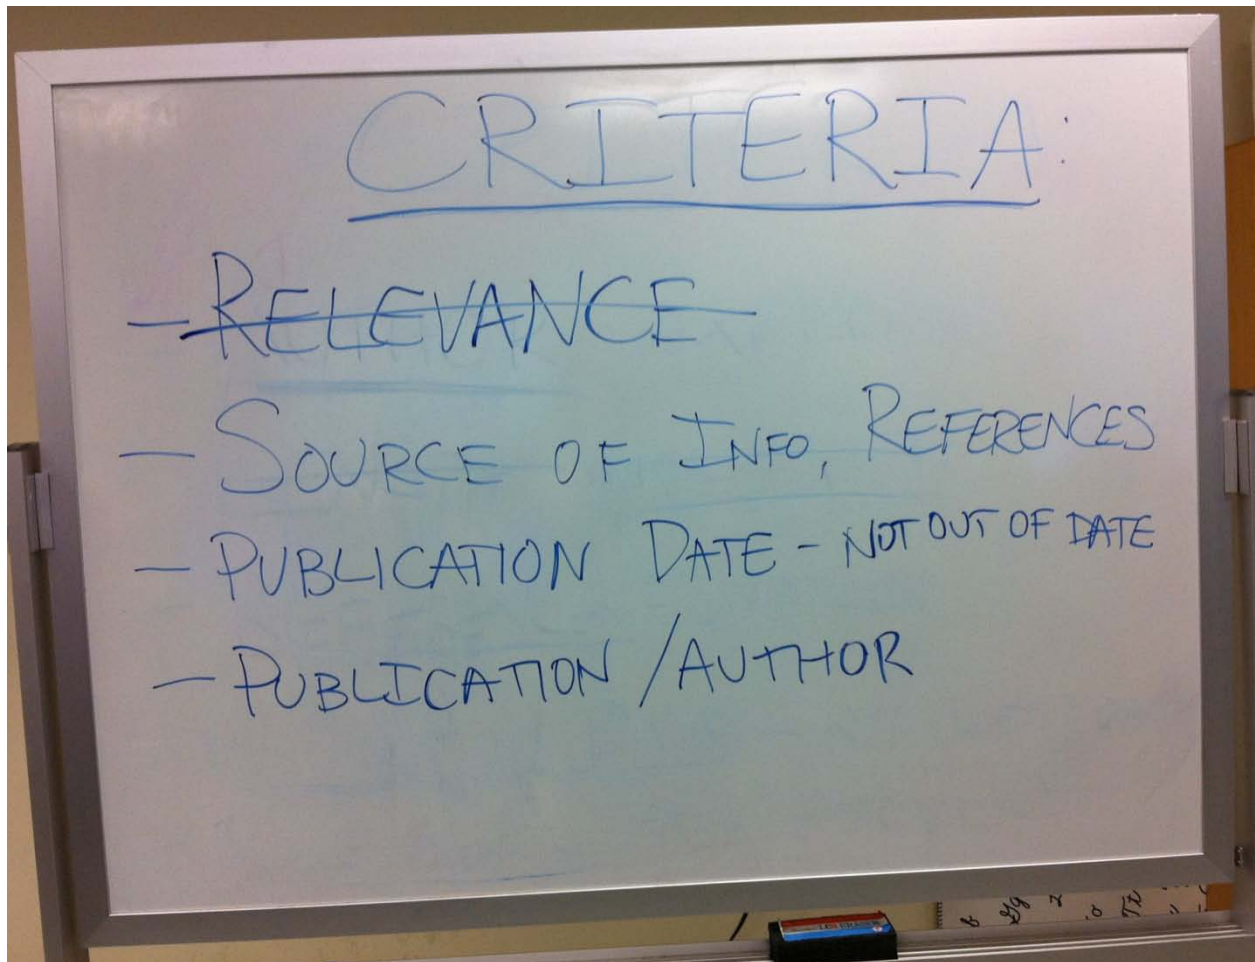 CRITERIA:
- RELEVANCE
- SOURCE OF INFO, REFERENCES
- PUBLICATION DATE - NOT OUT OF DATE
- PUBLICATION / AUTHOR